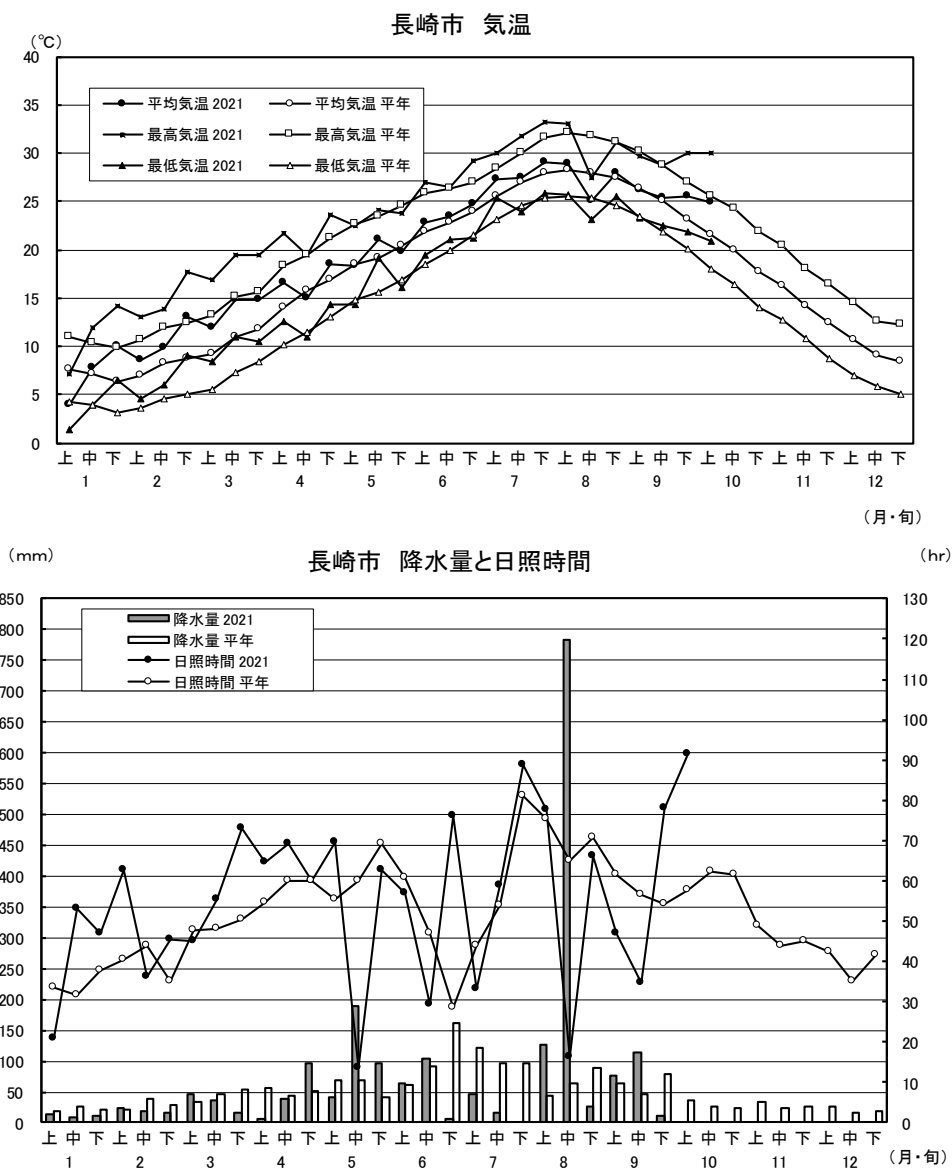 長崎市 気温
(℃)
40
35
30
25
20
15
10
5
0
平均気温 2021 平均気温 平年
最高気温 2021 最高気温 平年
最低気温 2021 最低気温 平年
上 中 下 上 中 下 上 中 下 上 中 下 上 中 下 上 中 下 上 中 下 上 中 下 上 中 下 上 中 下 上 中 下 上 中 下
1 2 3 4 5 6 7 8 9 10 11 12
(月・旬)
(mm) 長崎市 降水量と日照時間 (hr)
850 130
800 120
750 110
700 100
650 90
600 80
550 70
500 60
450 50
400 40
350 30
300 20
250 10
200 0
150
100
50
0
降水量 2021
降水量 平年
日照時間 2021
日照時間 平年
上 中 下 上 中 下 上 中 下 上 中 下 上 中 下 上 中 下 上 中 下 上 中 下 上 中 下 上 中 下 上 中 下 上 中 下
1 2 3 4 5 6 7 8 9 10 11 12 (月・旬)